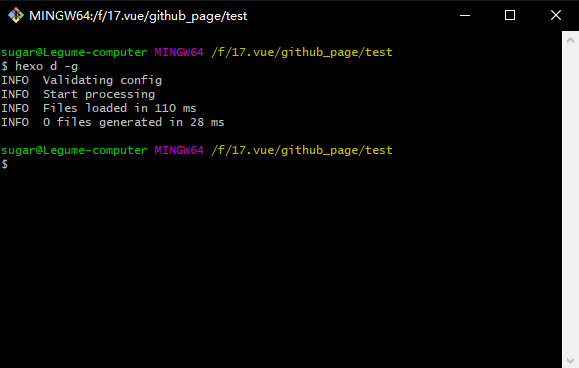 MINGW64:/f/17.vue/github_page/test
sugar@Legume-computer MINGW64 /f/17.vue/github_page/test
$ hexo d -g
INFO  Validating config
INFO  Start processing
INFO  Files loaded in 110 ms
INFO  0 files generated in 28 ms
sugar@Legume-computer MINGW64 /f/17.vue/github_page/test
$